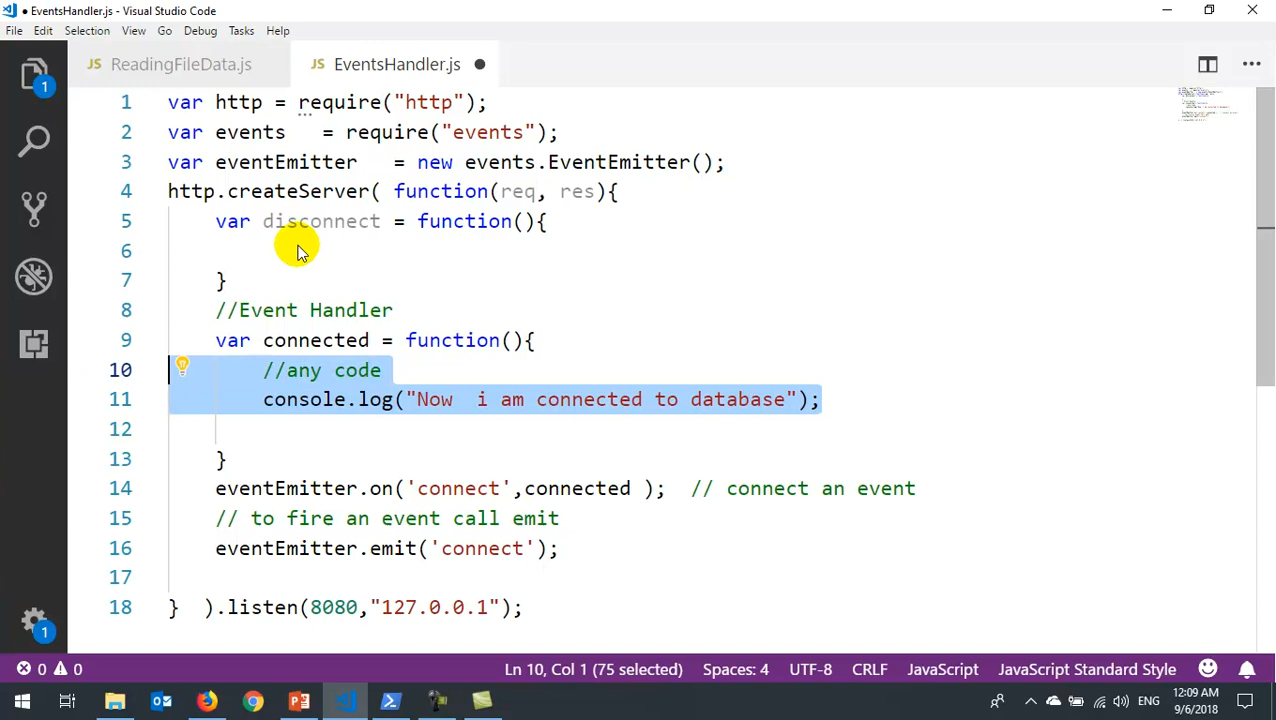 ● EventsHandler.js - Visual Studio Code
File Edit Selection View Go Debug Tasks Help
JS ReadingFileData.js JS EventsHandler.js ●
1 var http = require("http");
2 var events   = require("events");
3 var eventEmitter   = new events.EventEmitter();
4 http.createServer( function(req, res){
5     var disconnect = function(){
6
7     }
8     //Event Handler
9     var connected = function(){
10         //any code
11         console.log("Now  i am connected to database");
12
13     }
14     eventEmitter.on('connect',connected );  // connect an event
15     // to fire an event call emit
16     eventEmitter.emit('connect');
17
18 }  ).listen(8080,"127.0.0.1");
1
1
0 0 Ln 10, Col 1 (75 selected) Spaces: 4 UTF-8 CRLF JavaScript JavaScript Standard Style
ENG 12:09 AM
9/6/2018